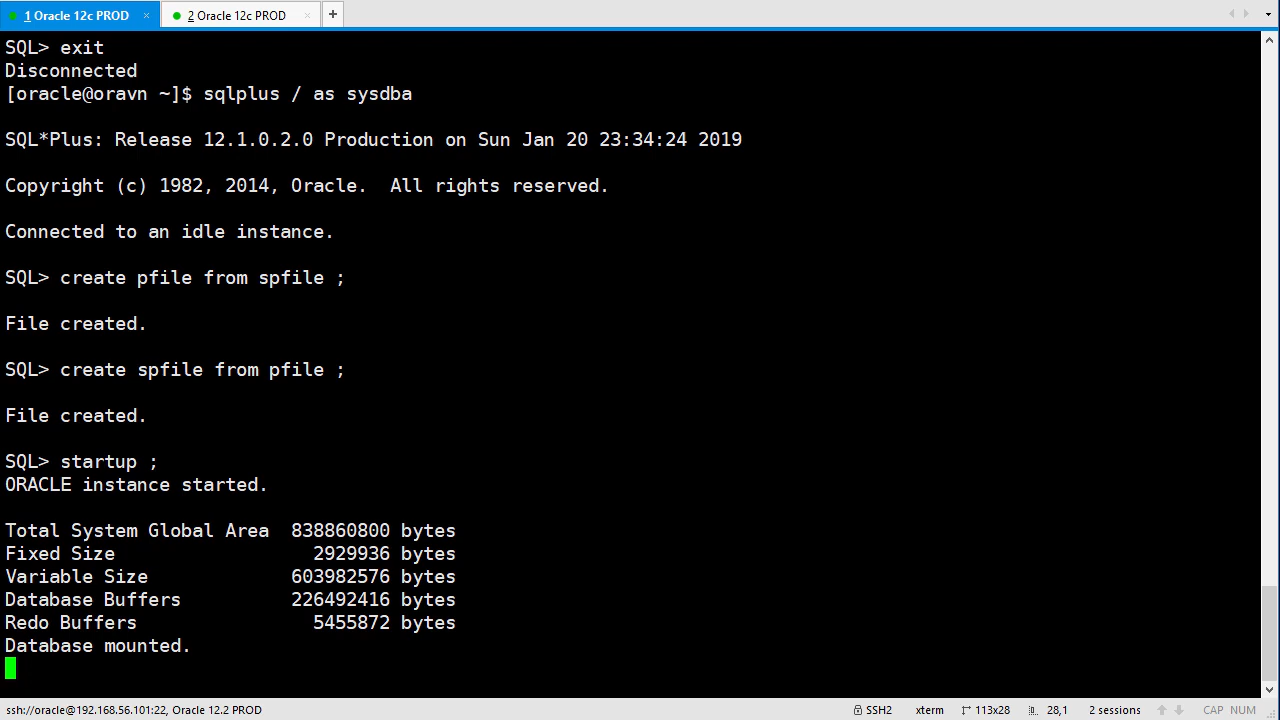 1 Oracle 12c PROD × 2 Oracle 12c PROD × +
SQL> exit
Disconnected
[oracle@oravn ~]$ sqlplus / as sysdba
SQL*Plus: Release 12.1.0.2.0 Production on Sun Jan 20 23:34:24 2019
Copyright (c) 1982, 2014, Oracle.  All rights reserved.
Connected to an idle instance.
SQL> create pfile from spfile ;
File created.
SQL> create spfile from pfile ;
File created.
SQL> startup ;
ORACLE instance started.
Total System Global Area  838860800 bytes
Fixed Size                  2929936 bytes
Variable Size             603982576 bytes
Database Buffers          226492416 bytes
Redo Buffers                5455872 bytes
Database mounted.
ssh://oracle@192.168.56.101:22, Oracle 12.2 PROD SSH2 xterm 113x28 28,1 2 sessions CAP NUM